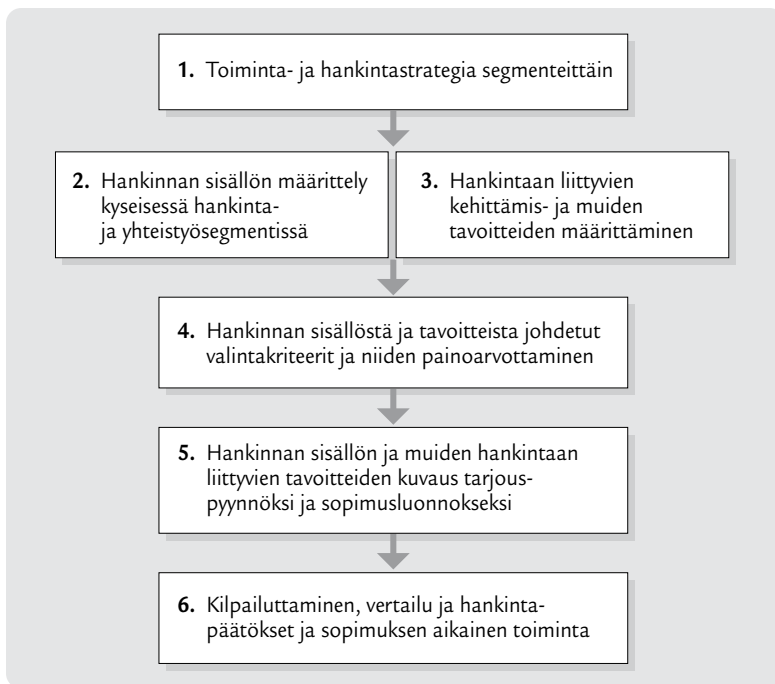 1. Toiminta- ja hankintastrategia segmenteittäin
2. Hankinnan sisällön määrittely
kyseisessä hankinta-
ja yhteistyösegmentissä
3. Hankintaan liittyvien
kehittämis- ja muiden
tavoitteiden määrittäminen
4. Hankinnan sisällöstä ja tavoitteista johdetut
valintakriteerit ja niiden painoarvottaminen
5. Hankinnan sisällön ja muiden hankintaan
liittyvien tavoitteiden kuvaus tarjous-
pyynnöksi ja sopimusluonnokseksi
6. Kilpailuttaminen, vertailu ja hankinta-
päätökset ja sopimuksen aikainen toiminta